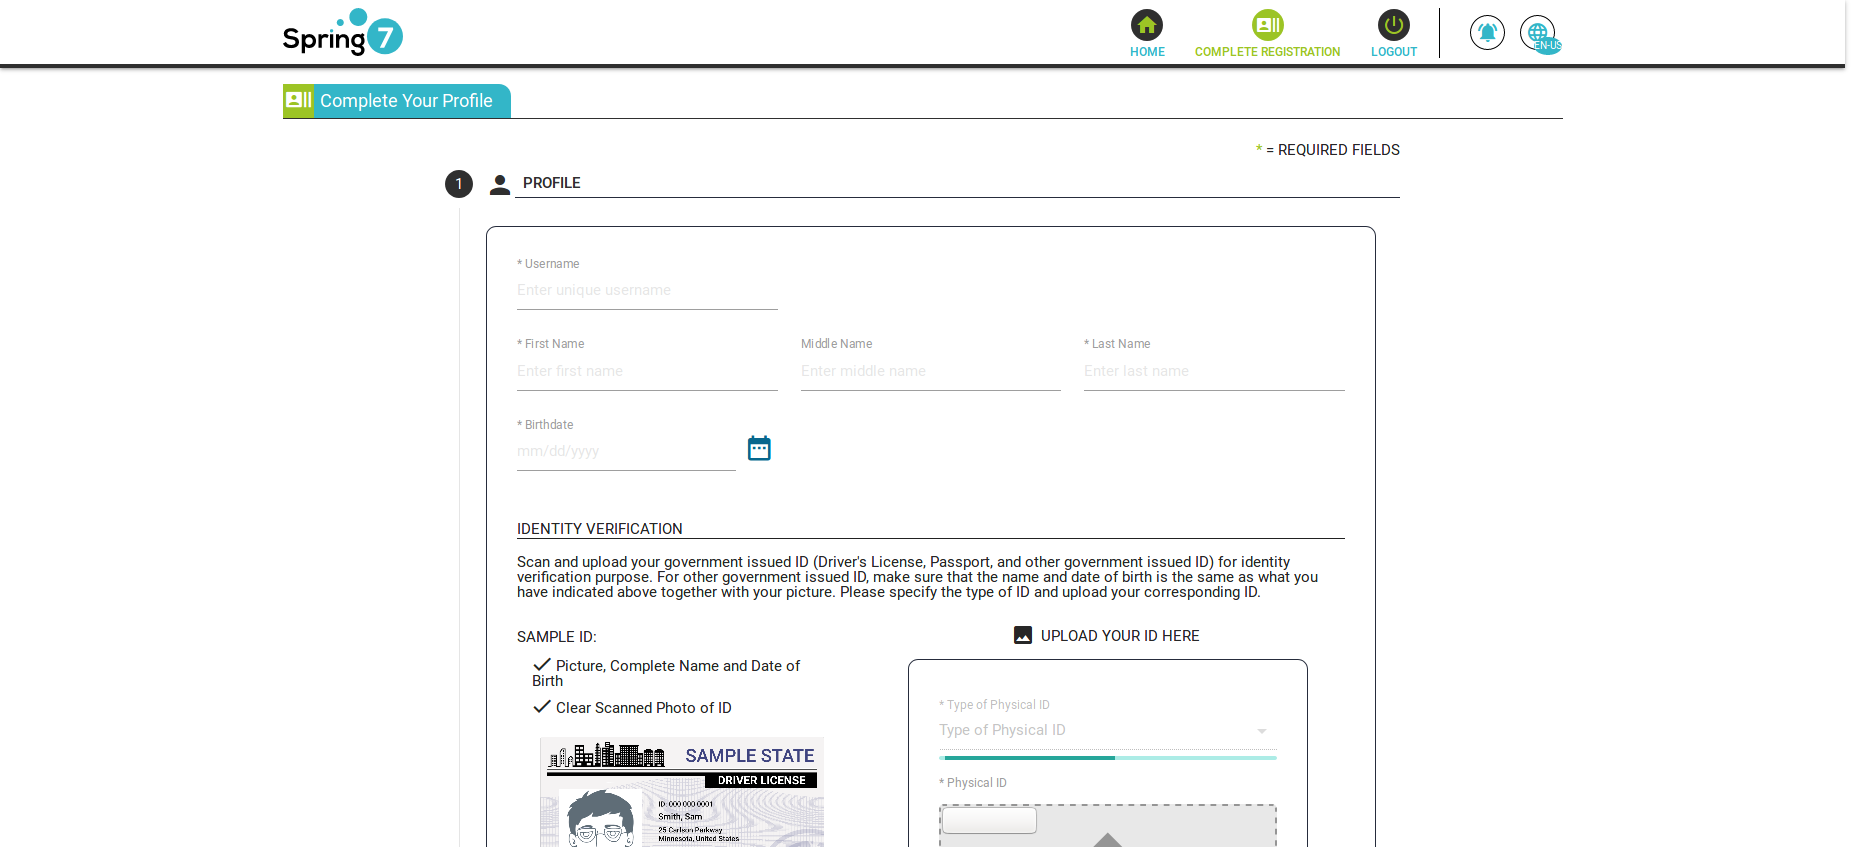 Spring 7
HOME
COMPLETE REGISTRATION
LOGOUT
EN-US
Complete Your Profile
* = REQUIRED FIELDS
1
PROFILE
* Username
Enter unique username
* First Name
Middle Name
* Last Name
Enter first name
Enter middle name
Enter last name
* Birthdate
mm/dd/yyyy
IDENTITY VERIFICATION
Scan and upload your government issued ID (Driver's License, Passport, and other government issued ID) for identity
verification purpose. For other government issued ID, make sure that the name and date of birth is the same as what you
have indicated above together with your picture. Please specify the type of ID and upload your corresponding ID.
SAMPLE ID:
Picture, Complete Name and Date of
Birth
Clear Scanned Photo of ID
SAMPLE STATE
DRIVER LICENSE
ID: 000 000 0001
Smith, Sam
25 Carlson Parkway
Minnesota, United States
UPLOAD YOUR ID HERE
* Type of Physical ID
Type of Physical ID
* Physical ID